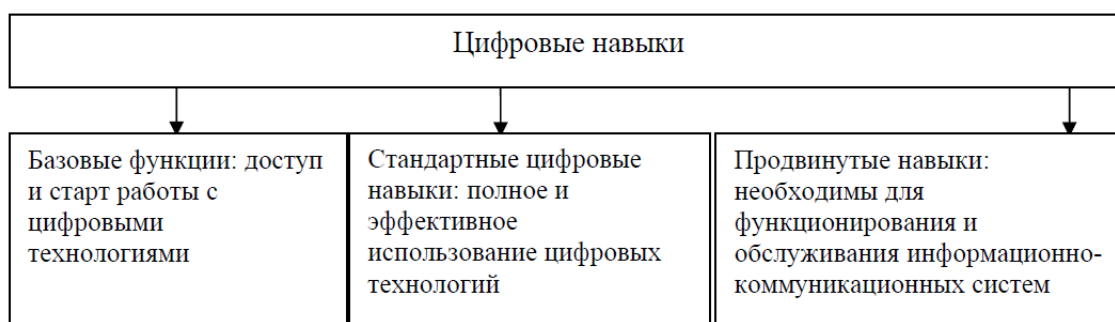 Цифровые навыки
Базовые функции: доступ
и старт работы с
цифровыми
технологиями
Стандартные цифровые
навыки: полное и
эффективное
использование цифровых
технологий
Продвинутые навыки:
необходимы для
функционирования и
обслуживания информационно-
коммуникационных систем